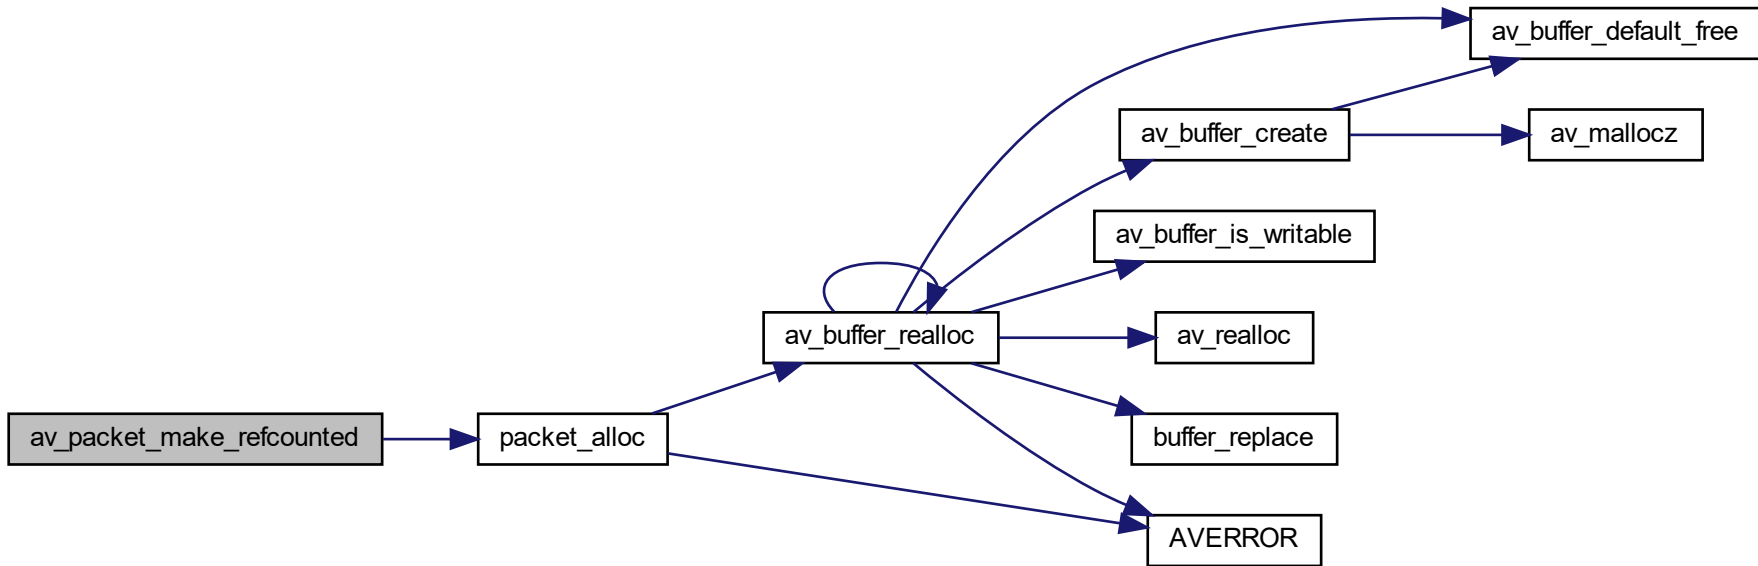 av_buffer_default_free
av_buffer_create
av_mallocz
av_buffer_is_writable
av_buffer_realloc
av_realloc
av_packet_make_refcounted
packet_alloc
buffer_replace
AVERROR